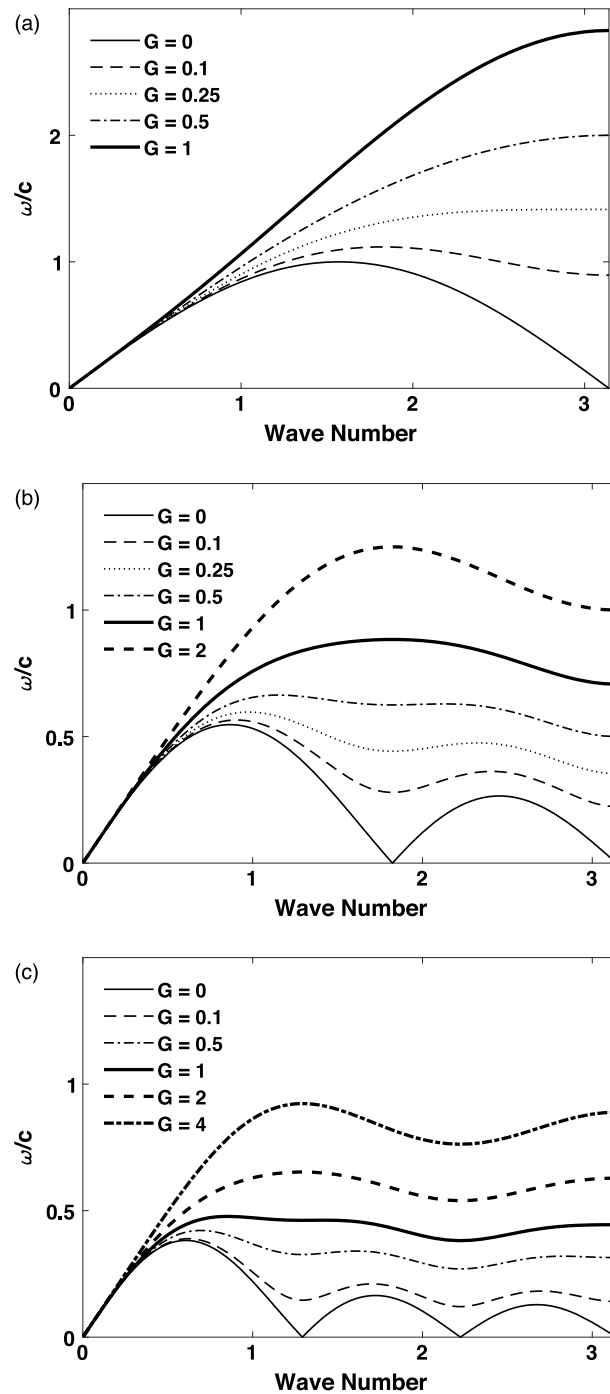 (a)
G = 0
G = 0.1
G = 0.25
G = 0.5
G = 1
ω/c
2
1
0
0 1 2 3
Wave Number
(b)
G = 0
G = 0.1
G = 0.25
G = 0.5
G = 1
G = 2
ω/c
1
0.5
0
0 1 2 3
Wave Number
(c)
G = 0
G = 0.1
G = 0.5
G = 1
G = 2
G = 4
ω/c
1
0.5
0
0 1 2 3
Wave Number